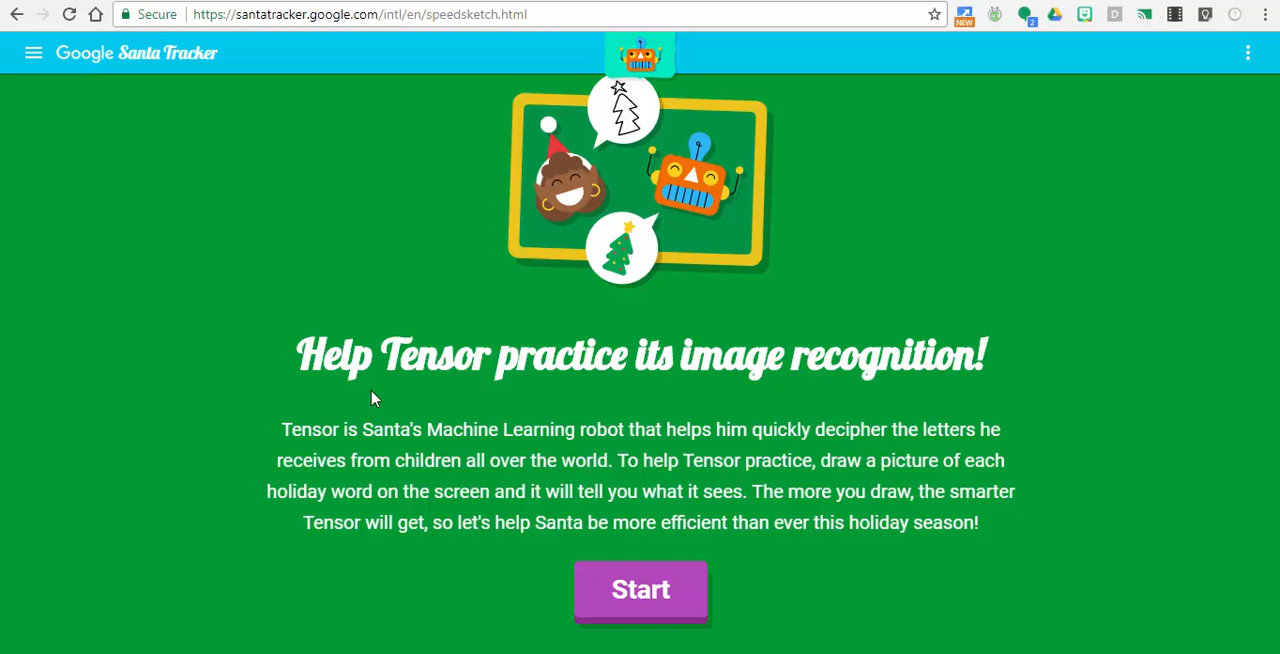 Secure https://santatracker.google.com/intl/en/speedsketch.html
NEW 2 D
Google Santa Tracker
Help Tensor practice its image recognition!
Tensor is Santa's Machine Learning robot that helps him quickly decipher the letters he
receives from children all over the world. To help Tensor practice, draw a picture of each
holiday word on the screen and it will tell you what it sees. The more you draw, the smarter
Tensor will get, so let's help Santa be more efficient than ever this holiday season!
Start